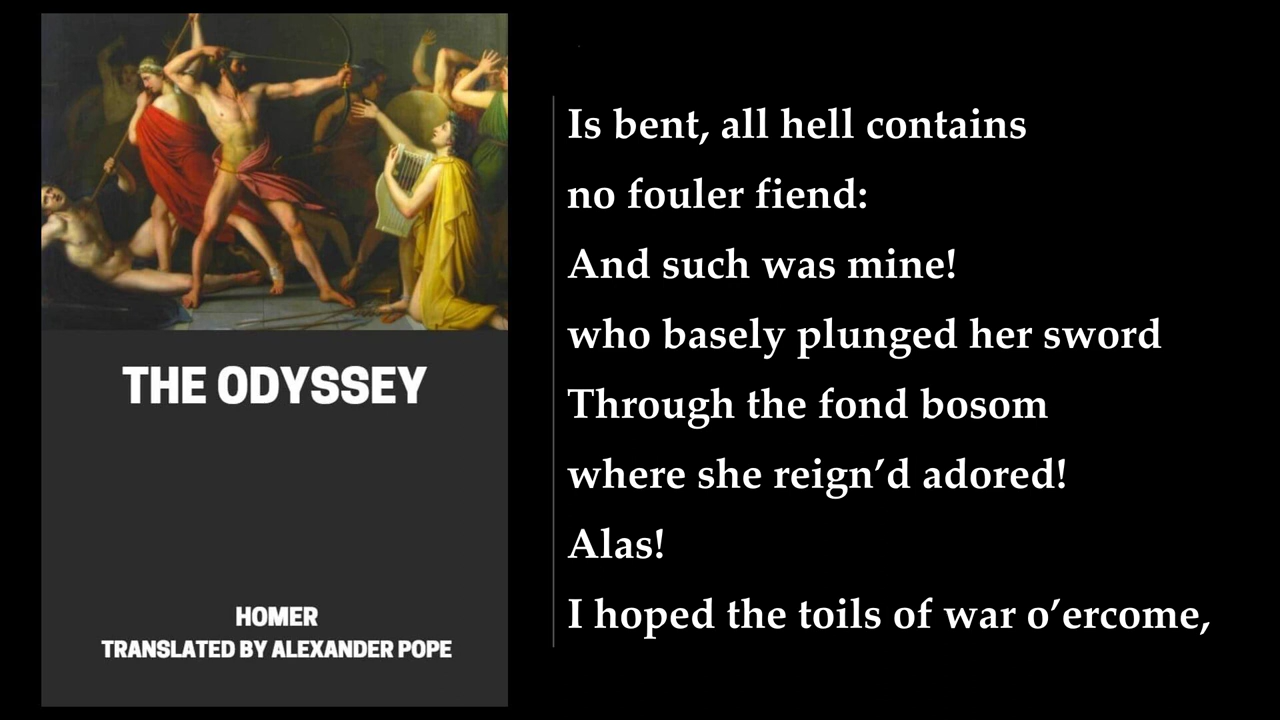 THE ODYSSEY
HOMER
TRANSLATED BY ALEXANDER POPE
Is bent, all hell contains
no fouler fiend:
And such was mine!
who basely plunged her sword
Through the fond bosom
where she reign’d adored!
Alas!
I hoped the toils of war o’ercome,